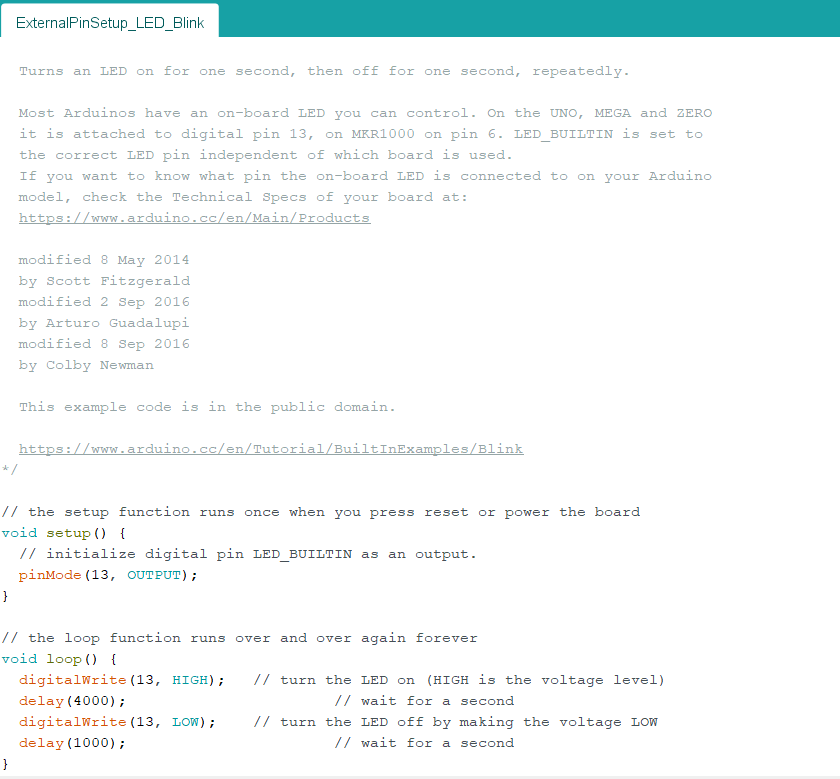 ExternalPinSetup_LED_Blink
Turns an LED on for one second, then off for one second, repeatedly.
Most Arduinos have an on-board LED you can control. On the UNO, MEGA and ZERO
it is attached to digital pin 13, on MKR1000 on pin 6. LED_BUILTIN is set to
the correct LED pin independent of which board is used.
If you want to know what pin the on-board LED is connected to on your Arduino
model, check the Technical Specs of your board at:
https://www.arduino.cc/en/Main/Products
modified 8 May 2014
by Scott Fitzgerald
modified 2 Sep 2016
by Arturo Guadalupi
modified 8 Sep 2016
by Colby Newman
This example code is in the public domain.
https://www.arduino.cc/en/Tutorial/BuiltInExamples/Blink
*/
// the setup function runs once when you press reset or power the board
void setup() {
// initialize digital pin LED_BUILTIN as an output.
pinMode(13, OUTPUT);
}
// the loop function runs over and over again forever
void loop() {
digitalWrite(13, HIGH);   // turn the LED on (HIGH is the voltage level)
delay(4000);                       // wait for a second
digitalWrite(13, LOW);    // turn the LED off by making the voltage LOW
delay(1000);                       // wait for a second
}